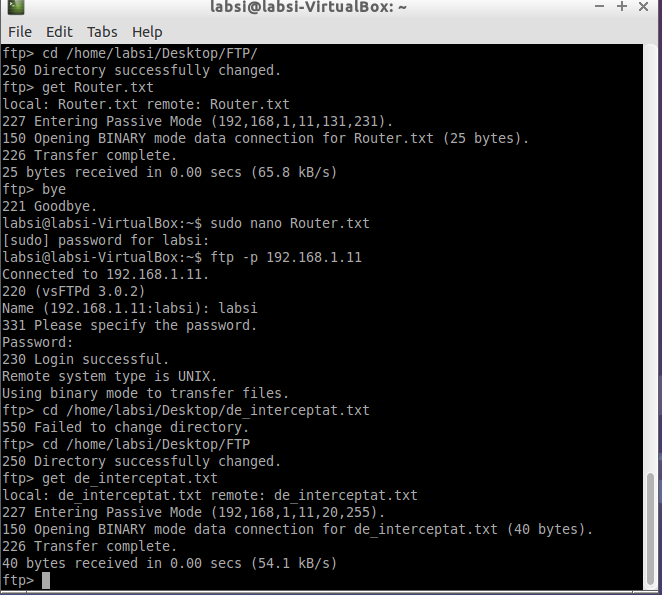 labsi@labsi-VirtualBox: ~
File Edit Tabs Help
ftp> cd /home/labsi/Desktop/FTP/
250 Directory successfully changed.
ftp> get Router.txt
local: Router.txt remote: Router.txt
227 Entering Passive Mode (192,168,1,11,131,231).
150 Opening BINARY mode data connection for Router.txt (25 bytes).
226 Transfer complete.
25 bytes received in 0.00 secs (65.8 kB/s)
ftp> bye
221 Goodbye.
labsi@labsi-VirtualBox:~$ sudo nano Router.txt
[sudo] password for labsi:
labsi@labsi-VirtualBox:~$ ftp -p 192.168.1.11
Connected to 192.168.1.11.
220 (vsFTPd 3.0.2)
Name (192.168.1.11:labsi): labsi
331 Please specify the password.
Password:
230 Login successful.
Remote system type is UNIX.
Using binary mode to transfer files.
ftp> cd /home/labsi/Desktop/de_interceptat.txt
550 Failed to change directory.
ftp> cd /home/labsi/Desktop/FTP
250 Directory successfully changed.
ftp> get de_interceptat.txt
local: de_interceptat.txt remote: de_interceptat.txt
227 Entering Passive Mode (192,168,1,11,20,255).
150 Opening BINARY mode data connection for de_interceptat.txt (40 bytes).
226 Transfer complete.
40 bytes received in 0.00 secs (54.1 kB/s)
ftp>